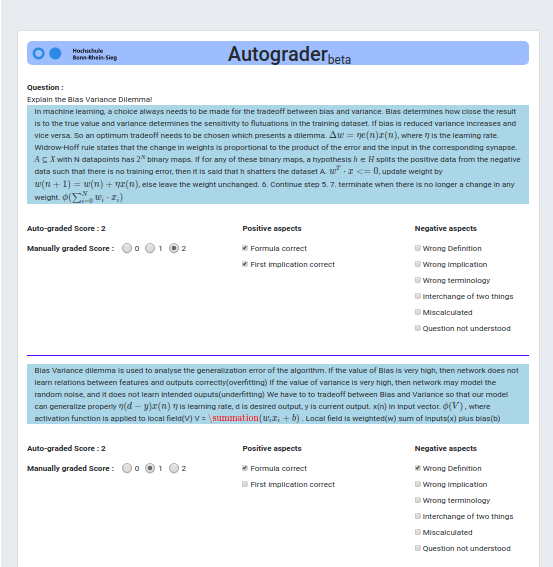 Hochschule
Bonn-Rhein-Sieg
Autograder beta
Question :
Explain the Bias Variance Dilemma!
In machine learning, a choice always needs to be made for the tradeoff between bias and variance. Bias determines how close the result
is to the true value and variance determines the sensitivity to flutuations in the training dataset. If bias is reduced variance increases and
vice versa. So an optimum tradeoff needs to be chosen which presents a dilemma. Δw = ηe(n)x(n), where η is the learning rate.
Widrow-Hoff rule states that the change in weights is proportional to the product of the error and the input in the corresponding synapse.
A ⊆ X with N datapoints has 2^N binary maps. If for any of these binary maps, a hypothesis h ∈ H splits the positive data from the negative
data such that there is no training error, then it is said that h shatters the dataset A. w^T · x <= 0, update weight by
w(n + 1) = w(n) + ηx(n), else leave the weight unchanged. 6. Continue step 5. 7. terminate when there is no longer a change in any
weight. ϕ(∑_{i=0}^{N} w_i · x_i)
Auto-graded Score : 2
Positive aspects
Negative aspects
Manually graded Score : 0 1 2
Formula correct
Wrong Definition
First implication correct
Wrong implication
Wrong terminology
Interchange of two things
Miscalculated
Question not understood
Bias Variance dilemma is used to analyse the generalization error of the algorithm. If the value of Bias is very high, then network does not
learn relations between features and outputs correctly(overfitting) If the value of variance is very high, then network may model the
random noise, and it does not learn intended ouputs(underfitting) We have to to tradeoff between Bias and Variance so that our model
can generalize properly η(d − y)x(n) η is learning rate, d is desired output, y is current output. x(n) in input vector. ϕ(V) , where
activation function is applied to local field(V) V = \summation(w_i x_i + b) . Local field is weighted(w) sum of inputs(x) plus bias(b)
Auto-graded Score : 2
Positive aspects
Negative aspects
Manually graded Score : 0 1 2
Formula correct
Wrong Definition
First implication correct
Wrong implication
Wrong terminology
Interchange of two things
Miscalculated
Question not understood